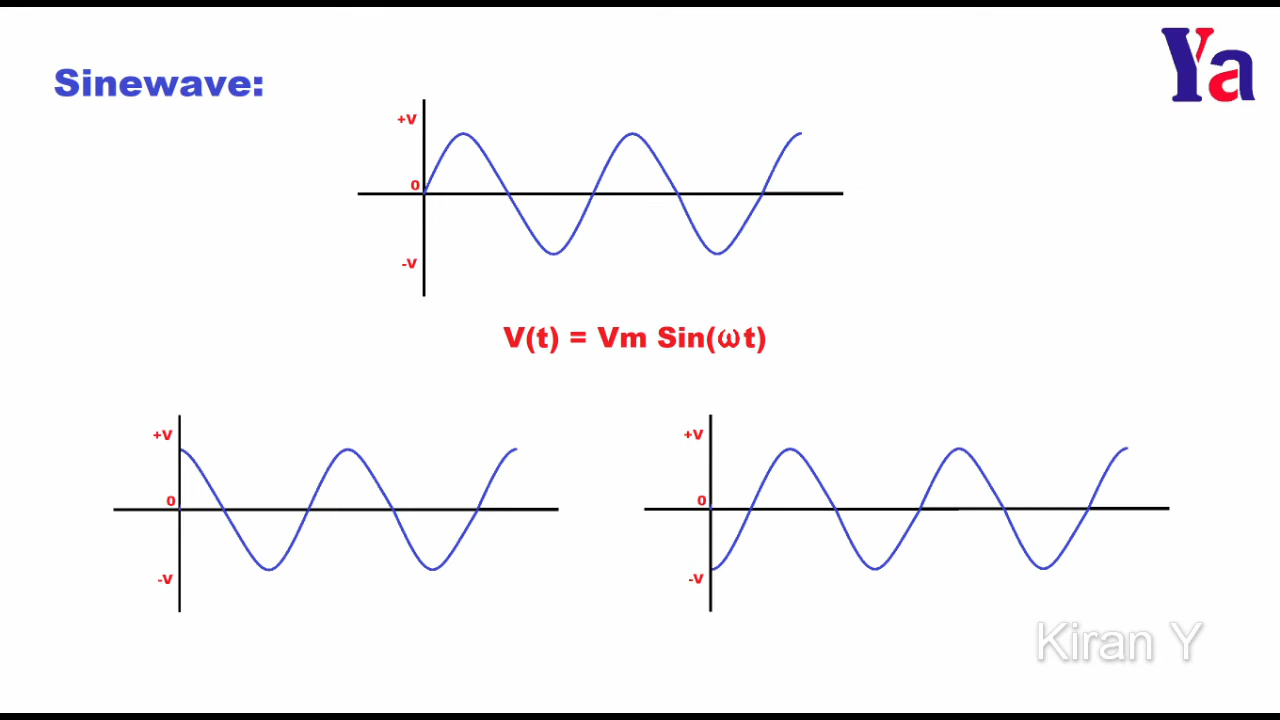 Ya
Sinewave:
+V
0
-V
V(t) = Vm Sin(ωt)
+V
0
-V
+V
0
-V
Kiran Y